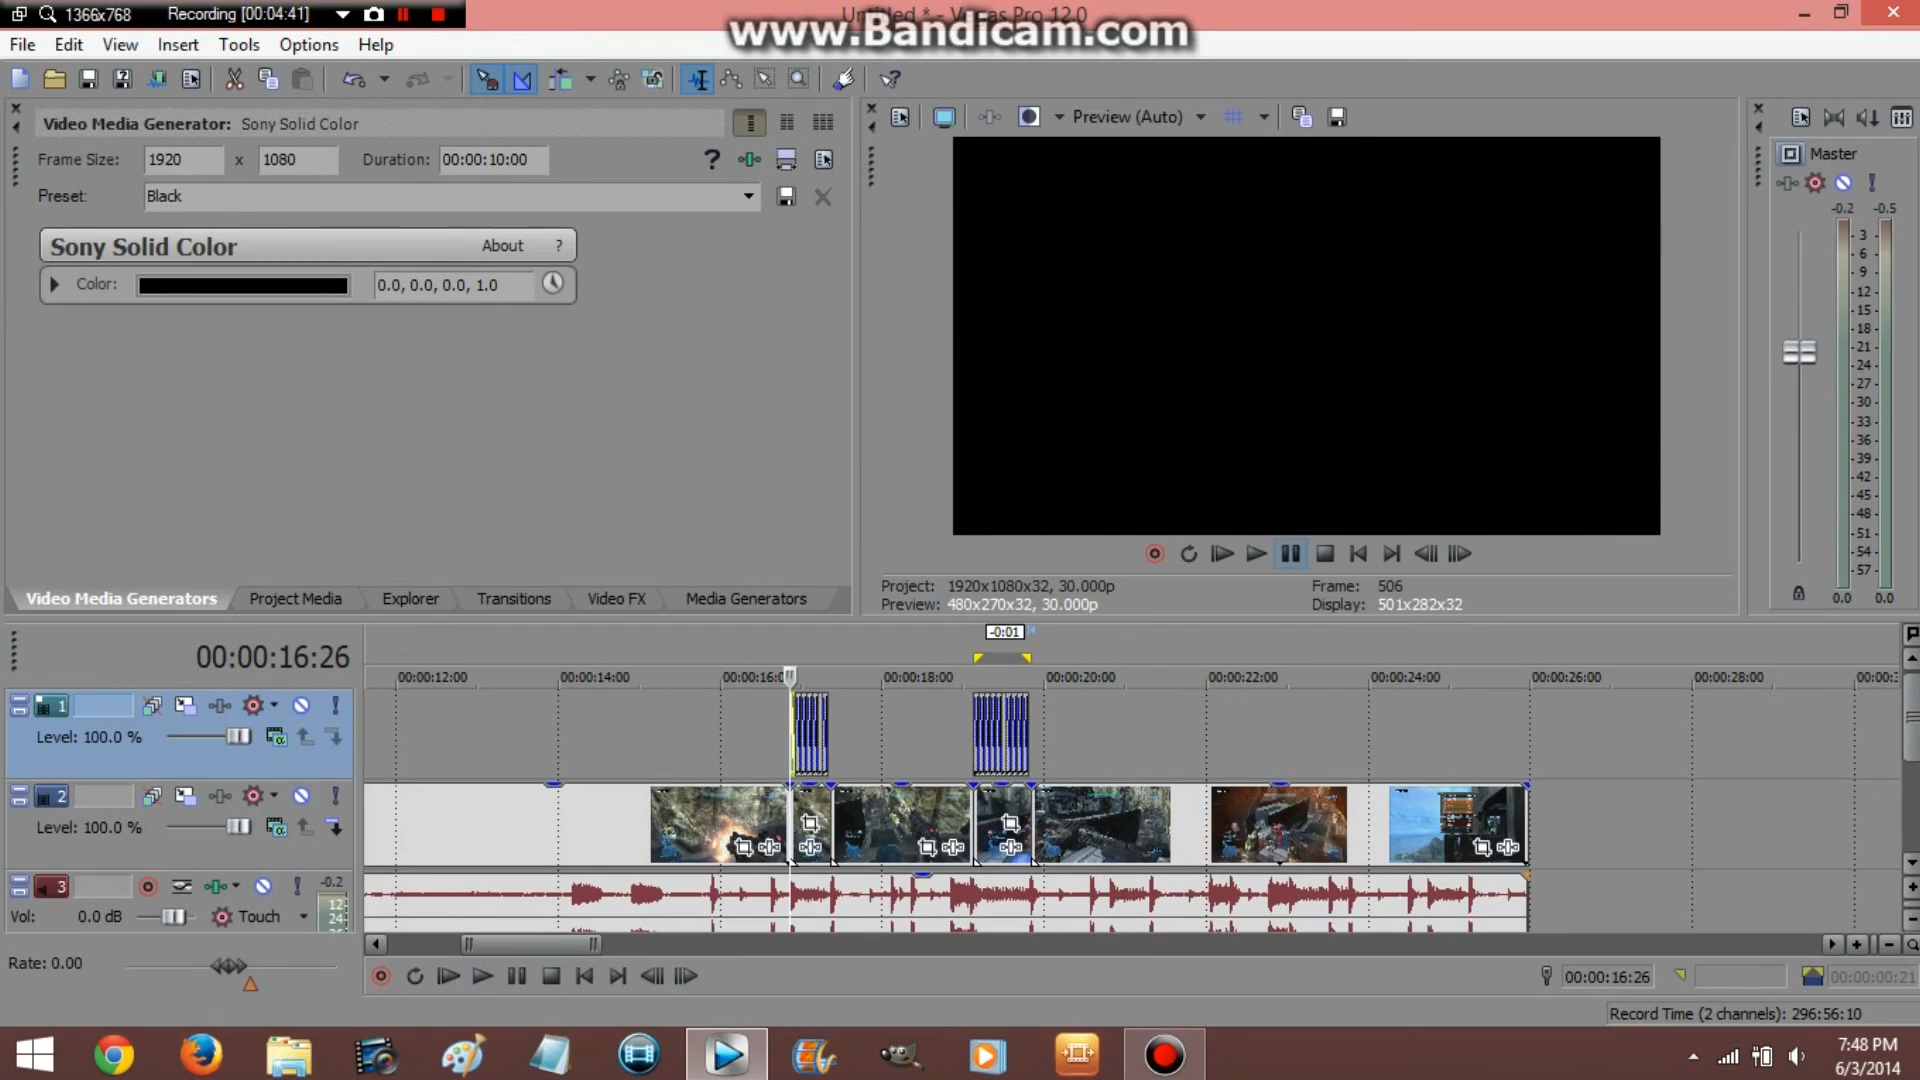 1366x768 Recording [00:04:41]
Untitled * - Vegas Pro 12.0
www.Bandicam.com
File Edit View Insert Tools Options Help
Video Media Generator: Sony Solid Color
Frame Size: 1920 x 1080 Duration: 00:00:10:00
Preset: Black
Sony Solid Color About ?
Color: 0.0, 0.0, 0.0, 1.0
Preview (Auto)
Master
-0.2 -0.5
3
6
9
12
15
18
21
24
27
30
33
36
39
42
45
48
51
54
57
0.0 0.0
Video Media Generators Project Media Explorer Transitions Video FX Media Generators
Project: 1920x1080x32, 30.000p Frame: 506
Preview: 480x270x32, 30.000p Display: 501x282x32
-0:01
00:00:16:26
00:00:12:00 00:00:14:00 00:00:16:0 00:00:18:00 00:00:20:00 00:00:22:00 00:00:24:00 00:00:26:00 00:00:28:00 00:00:3
1
Level: 100.0 %
2
Level: 100.0 %
3 -0.2
Vol: 0.0 dB Touch 12 24
Rate: 0.00
00:00:16:26 00:00:00:21
Record Time (2 channels): 296:56:10
7:48 PM
6/3/2014